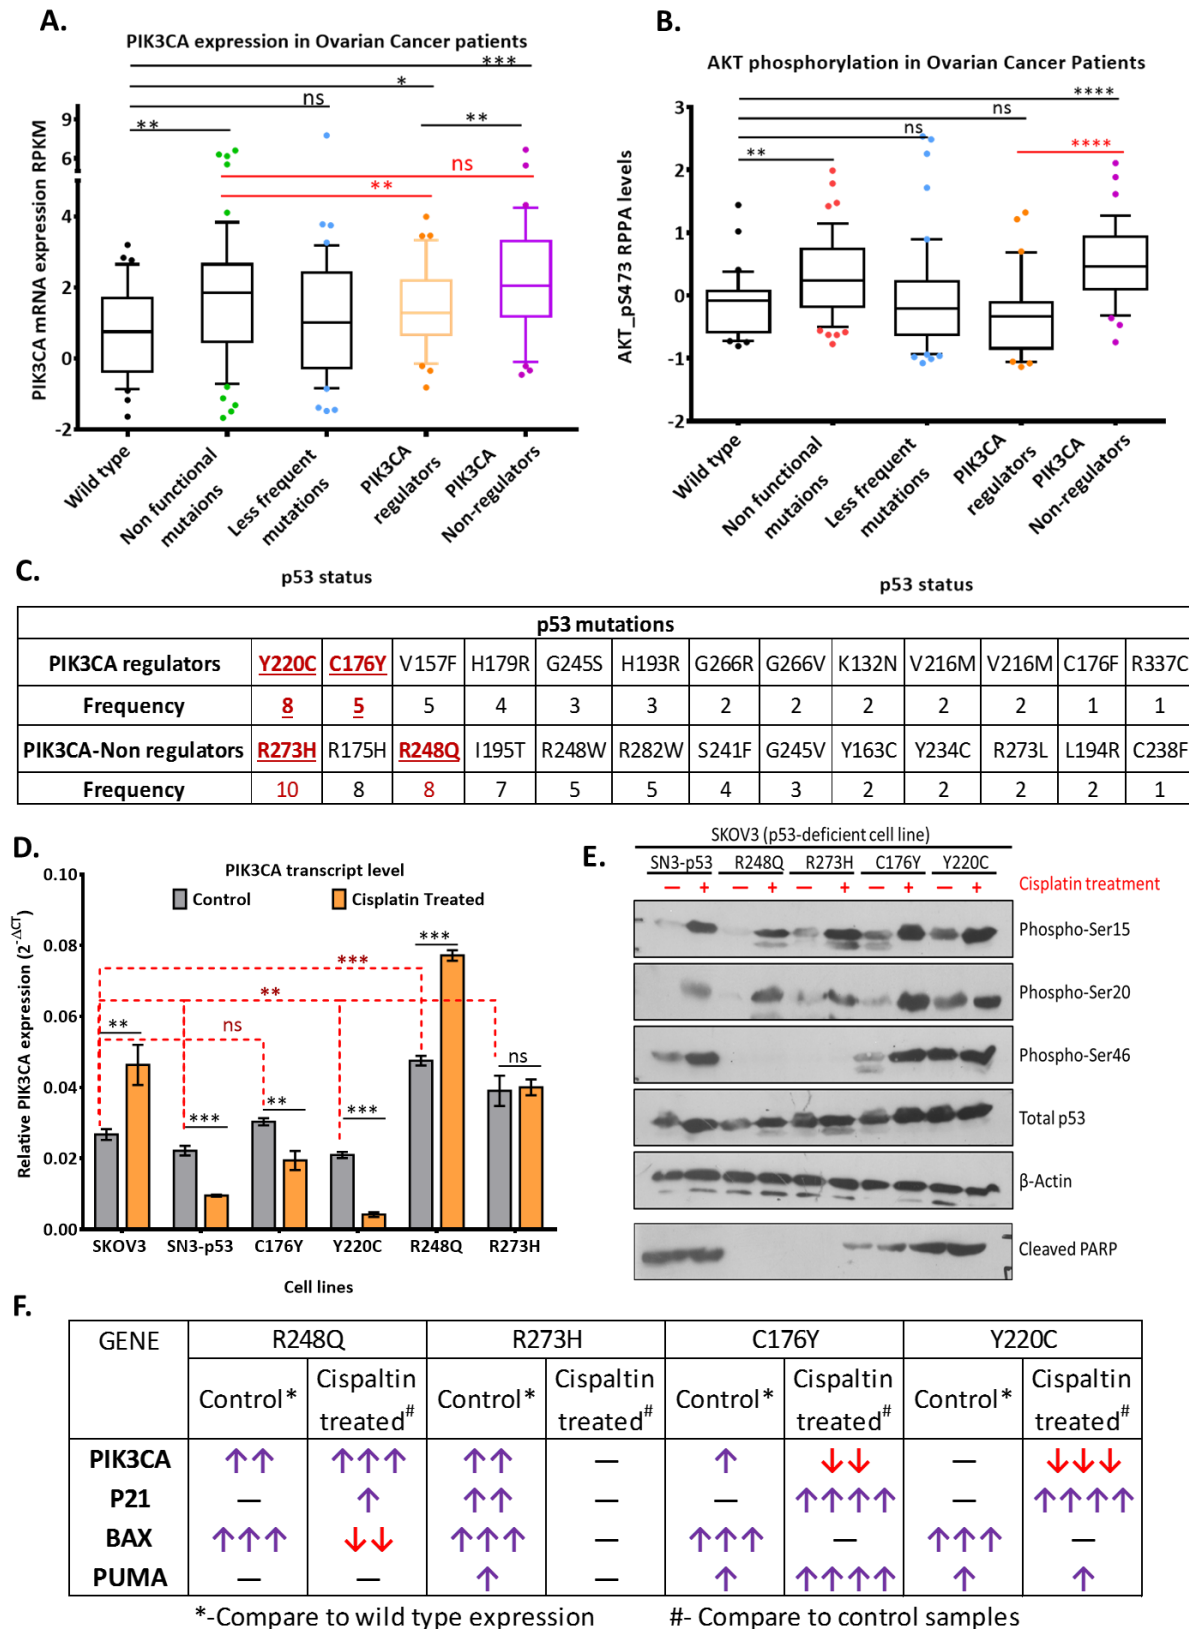 A.
PIK3CA expression in Ovarian Cancer patients
***
*
ns
**
**
ns
**
PIK3CA mRNA expression RPKM
9
6
4
2
0
-2
Wild type
Non functional mutaions
Less frequent mutations
PIK3CA regulators
PIK3CA Non-regulators
p53 status
B.
AKT phosphorylation in Ovarian Cancer Patients
****
ns
ns
**
****
AKT_pS473 RPPA levels
3
2
1
0
-1
-2
Wild type
Non functional mutaions
Less frequent mutations
PIK3CA regulators
PIK3CA Non-regulators
p53 status
C.
p53 mutations
PIK3CA regulators Y220C C176Y V157F H179R G245S H193R G266R G266V K132N V216M V216M C176F R337C
Frequency 8 5 5 4 3 3 2 2 2 2 2 1 1
PIK3CA-Non regulators R273H R175H R248Q I195T R248W R282W S241F G245V Y163C Y234C R273L L194R C238F
Frequency 10 8 8 7 5 5 4 3 2 2 2 2 1
D.
PIK3CA transcript level
Control Cisplatin Treated
Relative PIK3CA expression (2^-ΔCT)
0.10
0.08
0.06
0.04
0.02
0.00
***
***
**
**
ns
ns
***
**
***
SKOV3 SN3-p53 C176Y Y220C R248Q R273H
Cell lines
E.
SKOV3 (p53-deficient cell line)
SN3-p53 R248Q R273H C176Y Y220C
— + — + — + — + — + Cisplatin treatment
Phospho-Ser15
Phospho-Ser20
Phospho-Ser46
Total p53
β-Actin
Cleaved PARP
F.
GENE R248Q R273H C176Y Y220C
Control* Cispaltin treated# Control* Cispaltin treated# Control* Cispaltin treated# Control* Cispaltin treated#
PIK3CA ↑↑ ↑↑↑ ↑↑ — ↑ ↓↓ — ↓↓↓
P21 — ↑ ↑↑ — — ↑↑↑↑ — ↑↑↑↑
BAX ↑↑↑ ↓↓ ↑↑↑ — ↑↑↑ — ↑↑↑ —
PUMA — — ↑ — ↑ ↑↑↑↑ ↑ ↑
*-Compare to wild type expression #- Compare to control samples